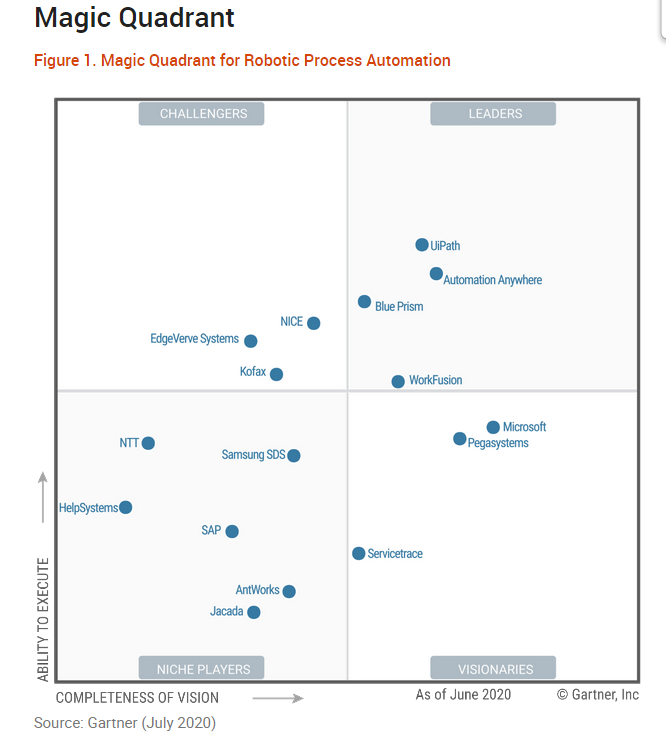 Magic Quadrant
Figure 1. Magic Quadrant for Robotic Process Automation
CHALLENGERS
LEADERS
UiPath
Automation Anywhere
Blue Prism
NICE
EdgeVerve Systems
Kofax
WorkFusion
Microsoft
Pegasystems
NTT
Samsung SDS
HelpSystems
SAP
Servicetrace
AntWorks
Jacada
NICHE PLAYERS
VISIONARIES
ABILITY TO EXECUTE
COMPLETENESS OF VISION
As of June 2020
© Gartner, Inc
Source: Gartner (July 2020)